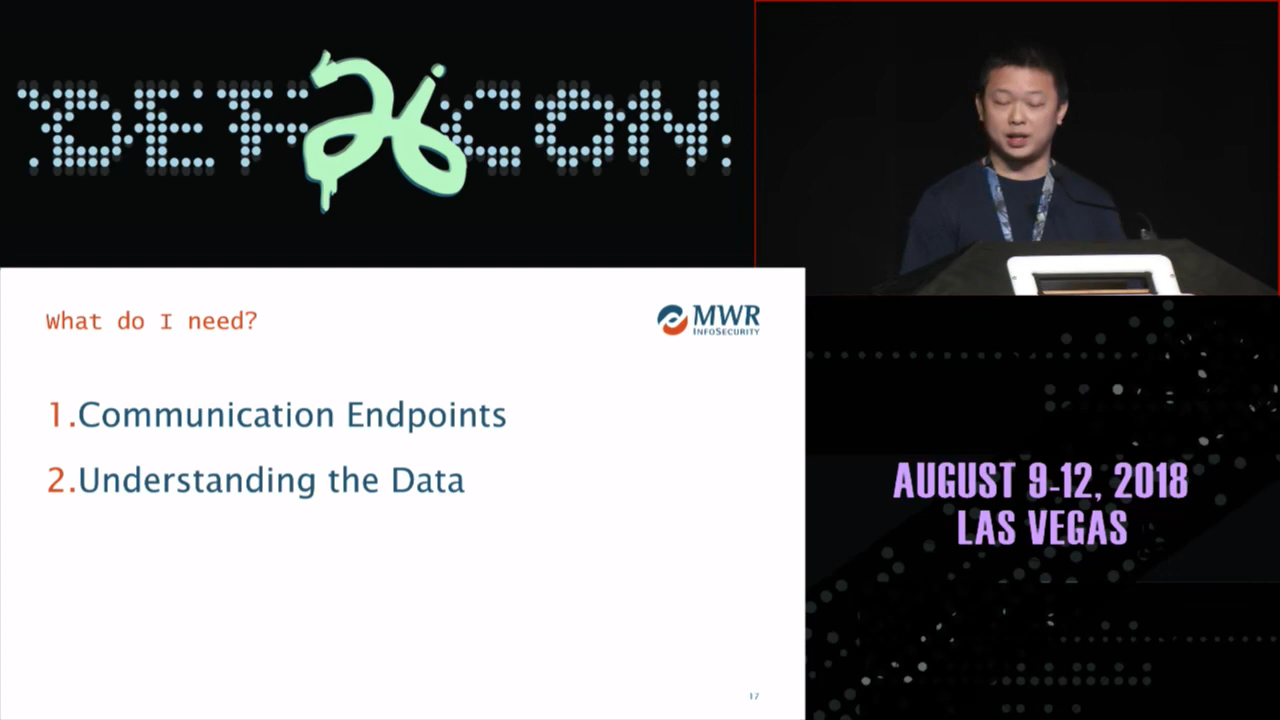 DEF 26 CON
What do I need?
MWR
INFOSECURITY
1.Communication Endpoints
2.Understanding the Data
17
AUGUST 9-12, 2018
LAS VEGAS